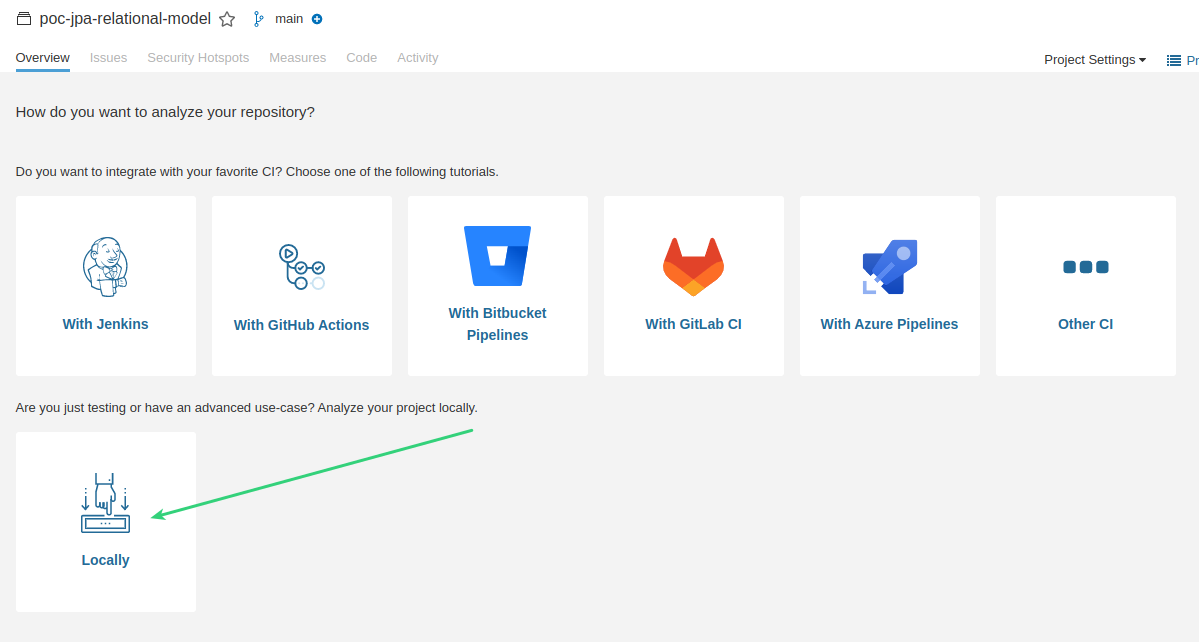 poc-jpa-relational-model main
Overview Issues Security Hotspots Measures Code Activity Project Settings Pr
How do you want to analyze your repository?
Do you want to integrate with your favorite CI? Choose one of the following tutorials.
With Jenkins
With GitHub Actions
With Bitbucket
Pipelines
With GitLab CI
With Azure Pipelines
Other CI
Are you just testing or have an advanced use-case? Analyze your project locally.
Locally